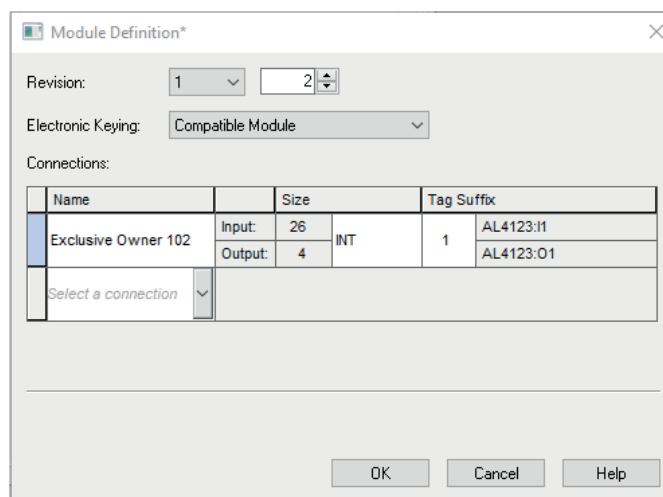 Module Definition*
Revision: 1 2
Electronic Keying: Compatible Module
Connections:
Name Size Tag Suffix
Exclusive Owner 102 Input: 26 INT 1 AL4123:I1
Output: 4 AL4123:O1
Select a connection
OK Cancel Help